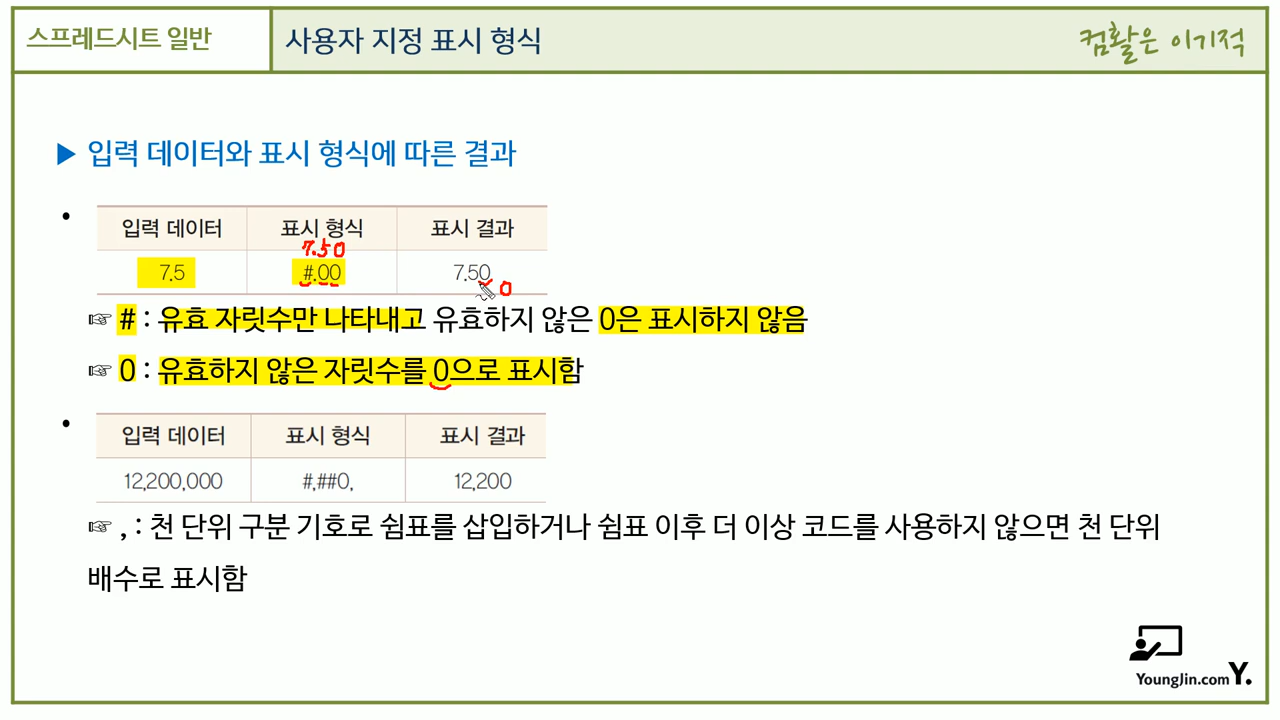 스프레드시트 일반
사용자 지정 표시 형식
컴활은 이기적
▶ 입력 데이터와 표시 형식에 따른 결과
• 입력 데이터 표시 형식 표시 결과
7.50
7.5 #.00 7.50
0
☞ # : 유효 자릿수만 나타내고 유효하지 않은 0은 표시하지 않음
☞ 0 : 유효하지 않은 자릿수를 0으로 표시함
• 입력 데이터 표시 형식 표시 결과
12,200,000 #,##0, 12,200
☞ , : 천 단위 구분 기호로 쉼표를 삽입하거나 쉼표 이후 더 이상 코드를 사용하지 않으면 천 단위
배수로 표시함
YoungJin.com Y.